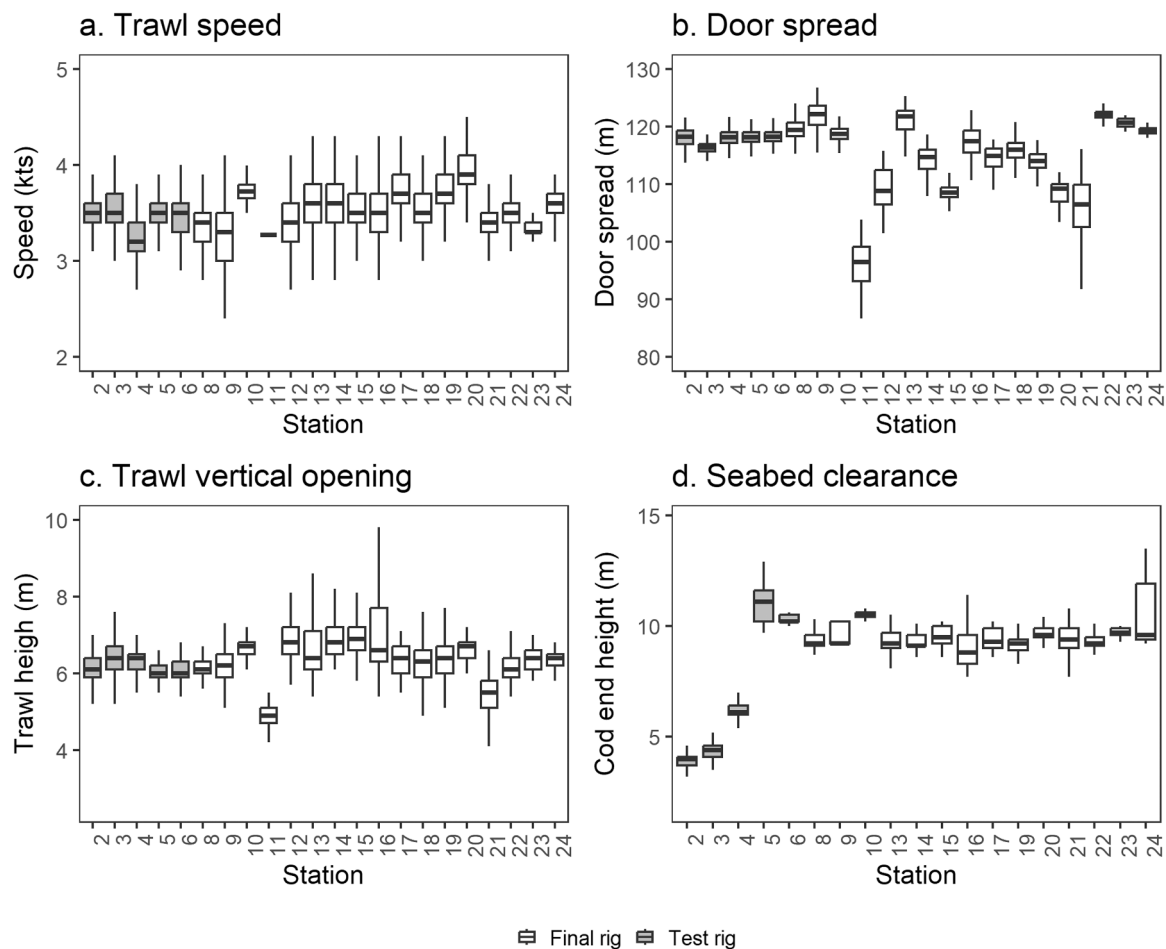 a. Trawl speed
Speed (kts)
5
4
3
2
2 3 4 5 6 8 9 10 11 12 13 14 15 16 17 18 19 20 21 22 23 24
Station
b. Door spread
Door spread (m)
130
120
110
100
90
80
2 3 4 5 6 8 9 10 11 12 13 14 15 16 17 18 19 20 21 22 23 24
Station
c. Trawl vertical opening
Trawl heigh (m)
10
8
6
4
2 3 4 5 6 8 9 10 11 12 13 14 15 16 17 18 19 20 21 22 23 24
Station
d. Seabed clearance
Cod end height (m)
15
10
5
2 3 4 5 6 8 9 10 13 14 15 16 17 19 20 21 22 23 24
Station
Final rig Test rig